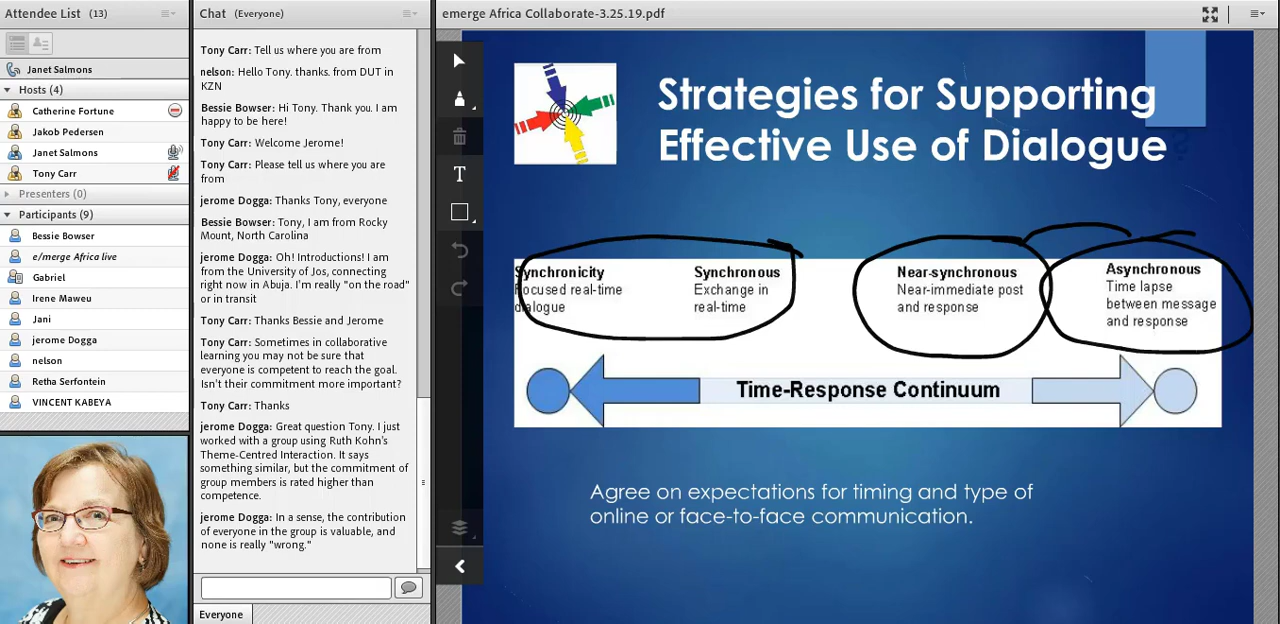 Attendee List (13)
Janet Salmons
Hosts (4)
Catherine Fortune
Jakob Pedersen
Janet Salmons
Tony Carr
Presenters (0)
Participants (9)
Bessie Bowser
e/merge Africa live
Gabriel
Irene Maweu
Jani
jerome Dogga
nelson
Retha Serfontein
VINCENT KABEYA
Chat (Everyone)
Tony Carr: Tell us where you are from
nelson: Hello Tony. thanks. from DUT in
KZN
Bessie Bowser: Hi Tony. Thank you. I am
happy to be here!
Tony Carr: Welcome Jerome!
Tony Carr: Please tell us where you are
from
jerome Dogga: Thanks Tony, everyone
Bessie Bowser: Tony, I am from Rocky
Mount, North Carolina
jerome Dogga: Oh! Introductions! I am
from the University of Jos, connecting
right now in Abuja. I'm really "on the road"
or in transit
Tony Carr: Thanks Bessie and Jerome
Tony Carr: Sometimes in collaborative
learning you may not be sure that
everyone is competent to reach the goal.
Isn't their commitment more important?
Tony Carr: Thanks
jerome Dogga: Great question Tony. I just
worked with a group using Ruth Kohn's
Theme-Centred Interaction. It says
something similar, but the commitment of
group members is rated higher than
competence.
jerome Dogga: In a sense, the contribution
of everyone in the group is valuable, and
none is really "wrong."
Everyone
emerge Africa Collaborate-3.25.19.pdf
T
Strategies for Supporting
Effective Use of Dialogue
Synchronicity
Focused real-time
dialogue
Synchronous
Exchange in
real-time
Near-synchronous
Near-immediate post
and response
Asynchronous
Time lapse
between message
and response
Time-Response Continuum
Agree on expectations for timing and type of
online or face-to-face communication.